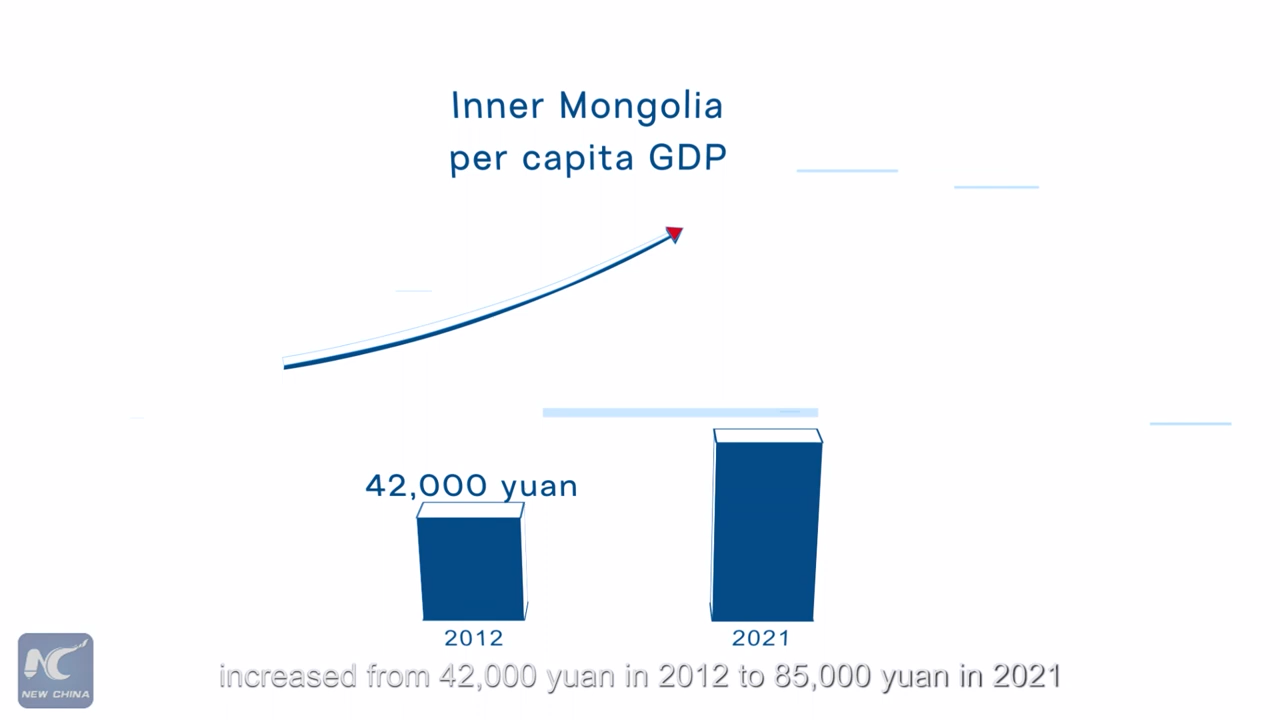 Inner Mongolia
per capita GDP
42,000 yuan
2012
2021
increased from 42,000 yuan in 2012 to 85,000 yuan in 2021
NC
NEW CHINA